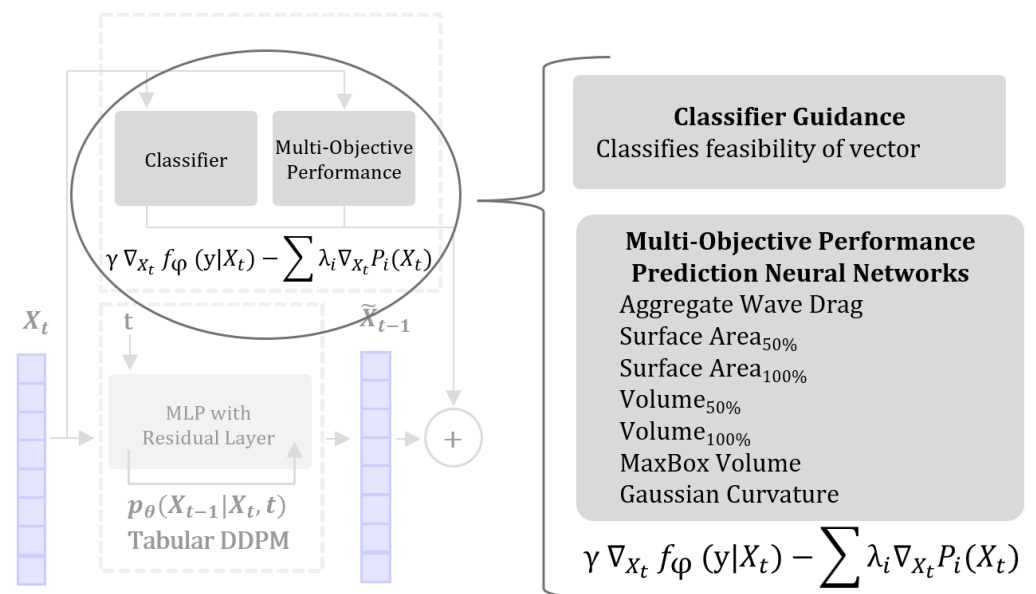 Classifier
Multi-Objective
Performance
γ ∇_{X_t} f_φ (y|X_t) − ∑ λ_i ∇_{X_t} P_i(X_t)
X_t
t
X̃_{t−1}
MLP with
Residual Layer
+
p_θ(X_{t−1}|X_t, t)
Tabular DDPM
Classifier Guidance
Classifies feasibility of vector
Multi-Objective Performance
Prediction Neural Networks
Aggregate Wave Drag
Surface Area_{50%}
Surface Area_{100%}
Volume_{50%}
Volume_{100%}
MaxBox Volume
Gaussian Curvature
γ ∇_{X_t} f_φ (y|X_t) − ∑ λ_i ∇_{X_t} P_i(X_t)